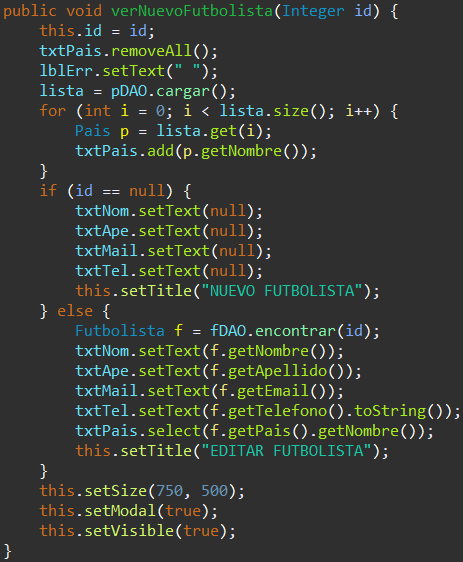 public void verNuevoFutbolista(Integer id) {
    this.id = id;
    txtPais.removeAll();
    lblErr.setText(" ");
    lista = pDAO.cargar();
    for (int i = 0; i < lista.size(); i++) {
        Pais p = lista.get(i);
        txtPais.add(p.getNombre());
    }
    if (id == null) {
        txtNom.setText(null);
        txtApe.setText(null);
        txtMail.setText(null);
        txtTel.setText(null);
        this.setTitle("NUEVO FUTBOLISTA");
    } else {
        Futbolista f = fDAO.encontrar(id);
        txtNom.setText(f.getNombre());
        txtApe.setText(f.getApellido());
        txtMail.setText(f.getEmail());
        txtTel.setText(f.getTelefono().toString());
        txtPais.select(f.getPais().getNombre());
        this.setTitle("EDITAR FUTBOLISTA");
    }
    this.setSize(750, 500);
    this.setModal(true);
    this.setVisible(true);
}